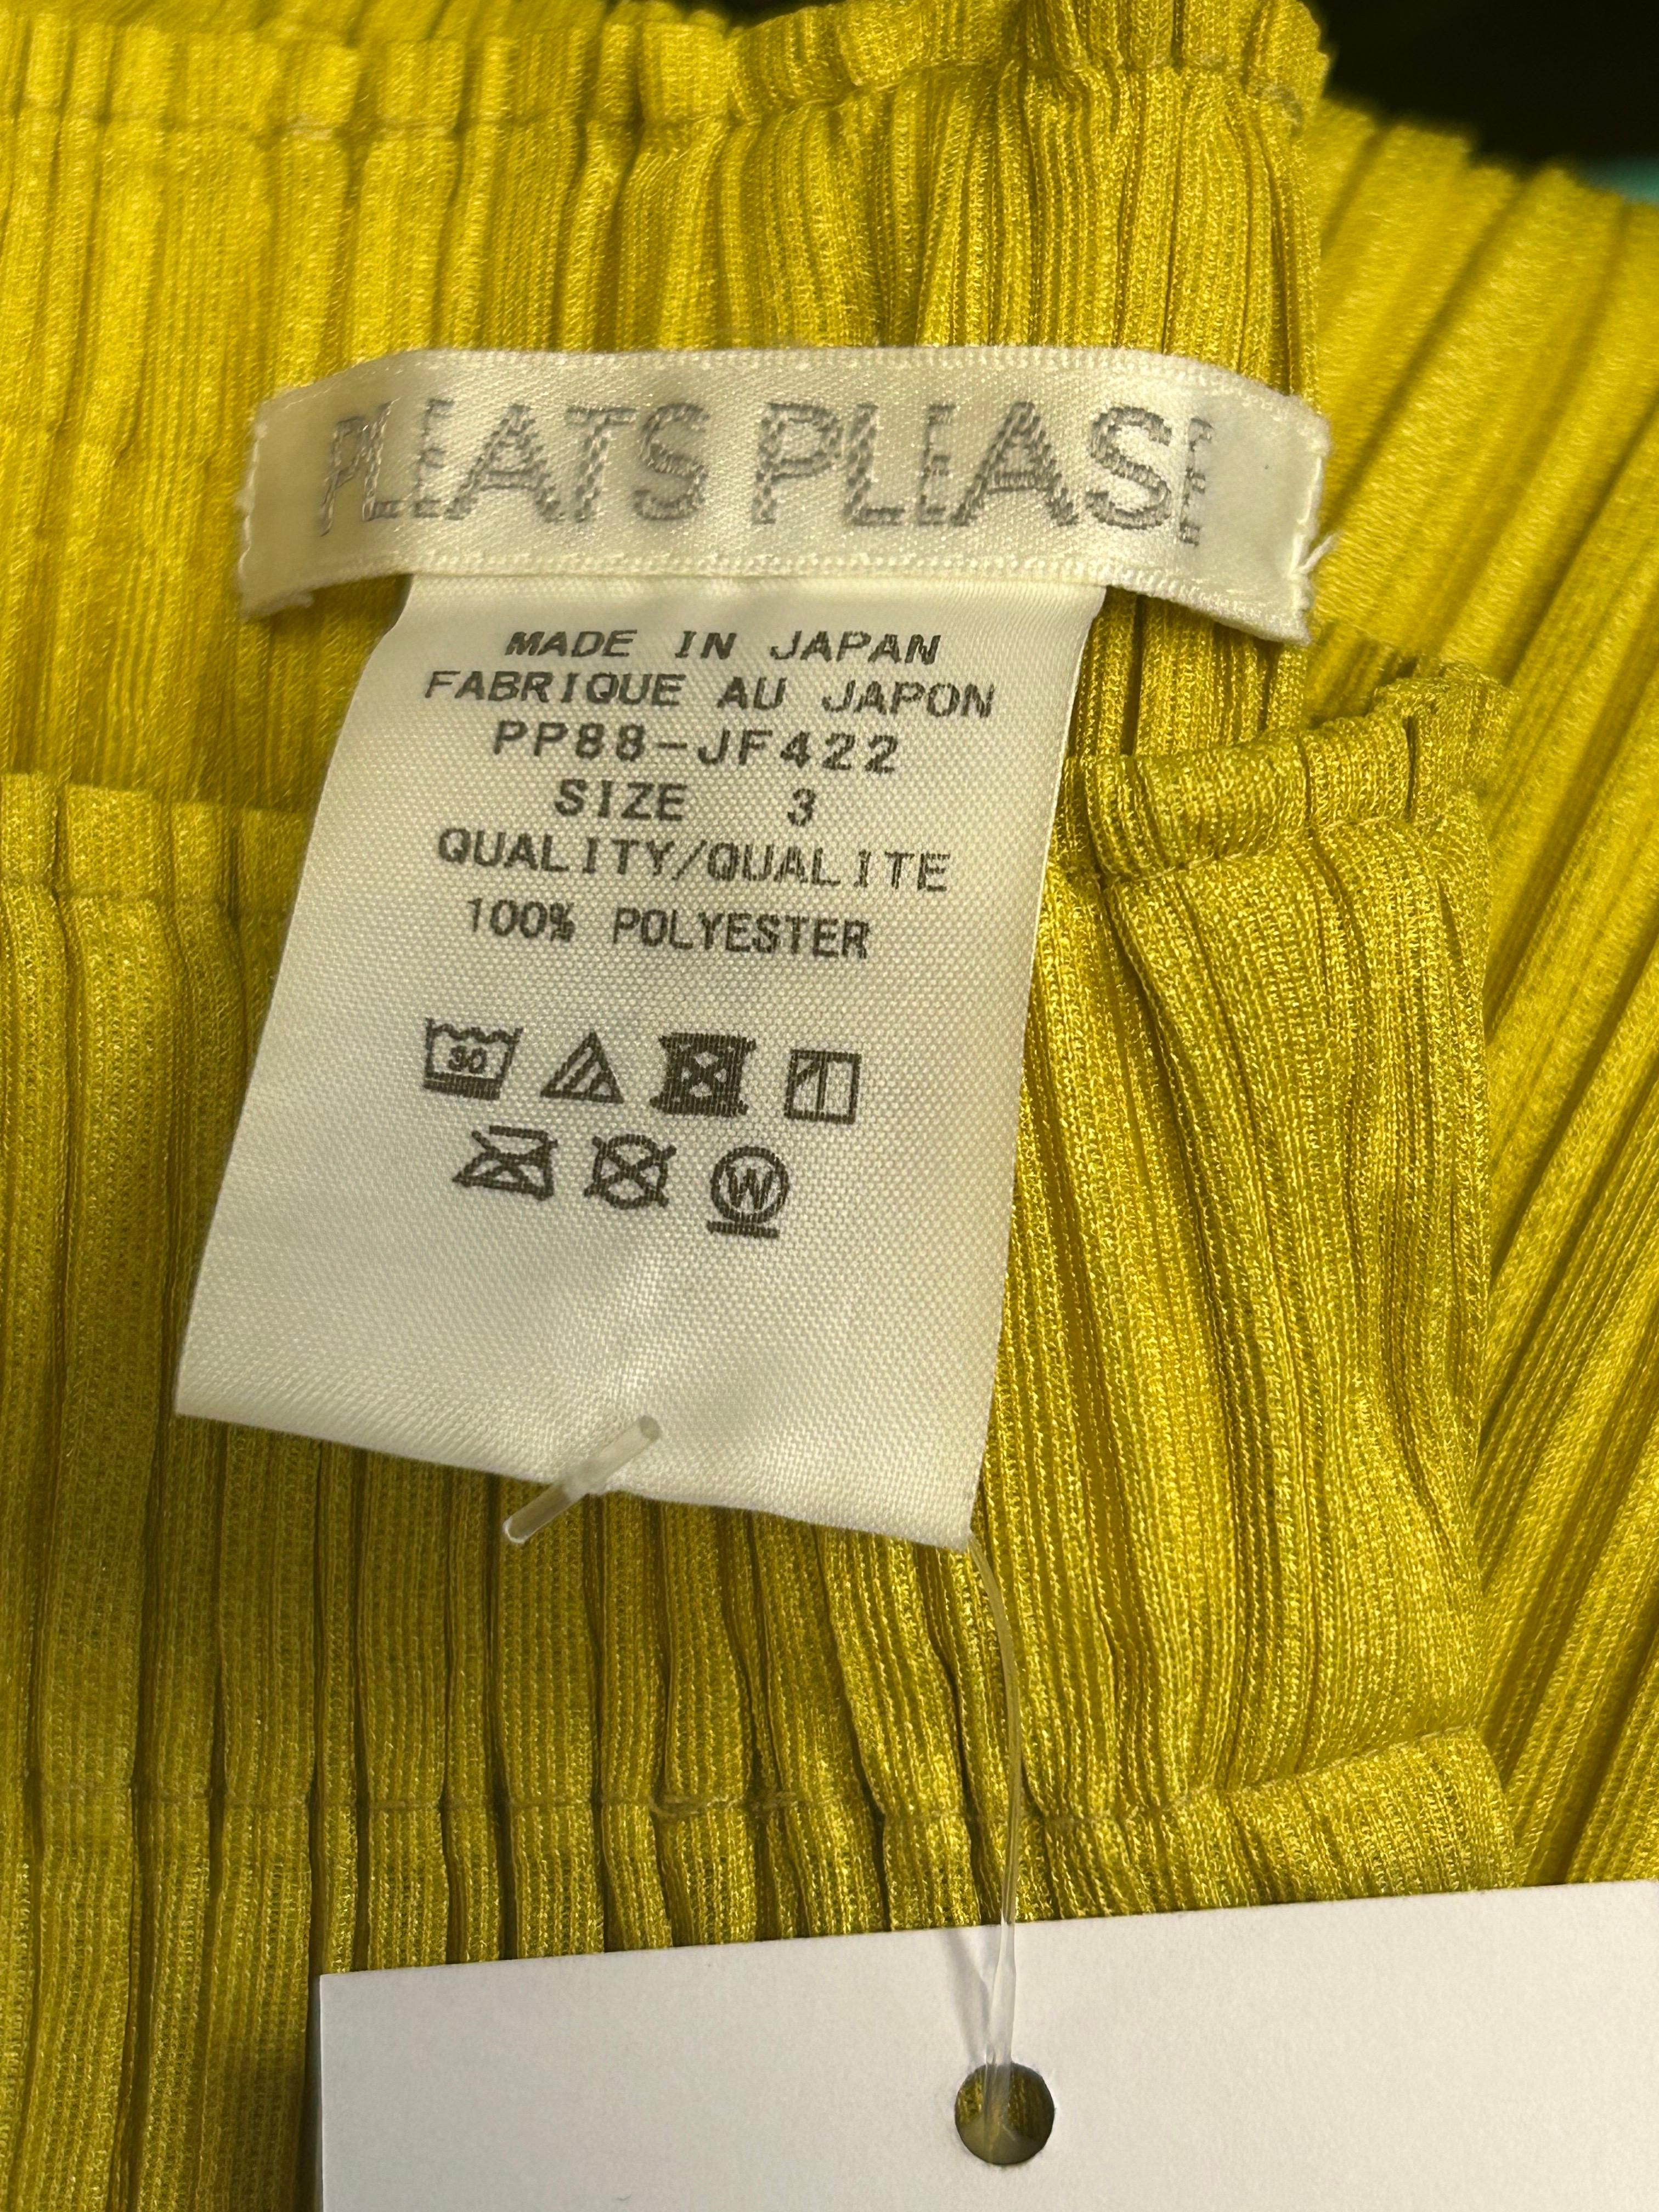 PLEATS PLEASE
MADE IN JAPAN
FABRIQUE AU JAPON
PP88-JF422
SIZE 3
QUALITY/QUALITE
100% POLYESTER
30
W